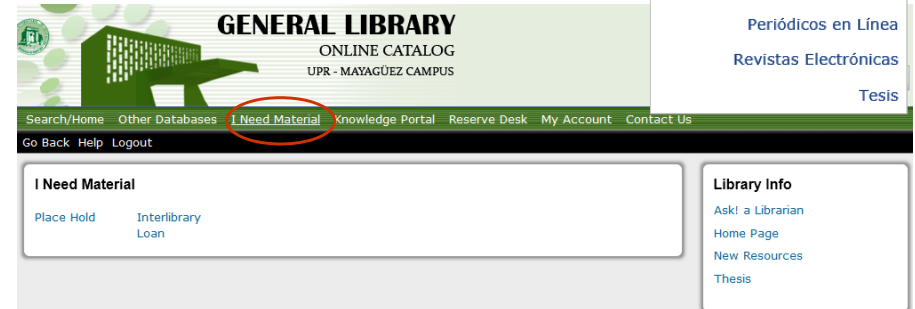 GENERAL LIBRARY
ONLINE CATALOG
UPR - MAYAGÜEZ CAMPUS
Periódicos en Línea
Revistas Electrónicas
Tesis
Search/Home Other Databases I Need Material Knowledge Portal Reserve Desk My Account Contact Us
Go Back Help Logout
I Need Material
Place Hold Interlibrary
Loan
Library Info
Ask! a Librarian
Home Page
New Resources
Thesis